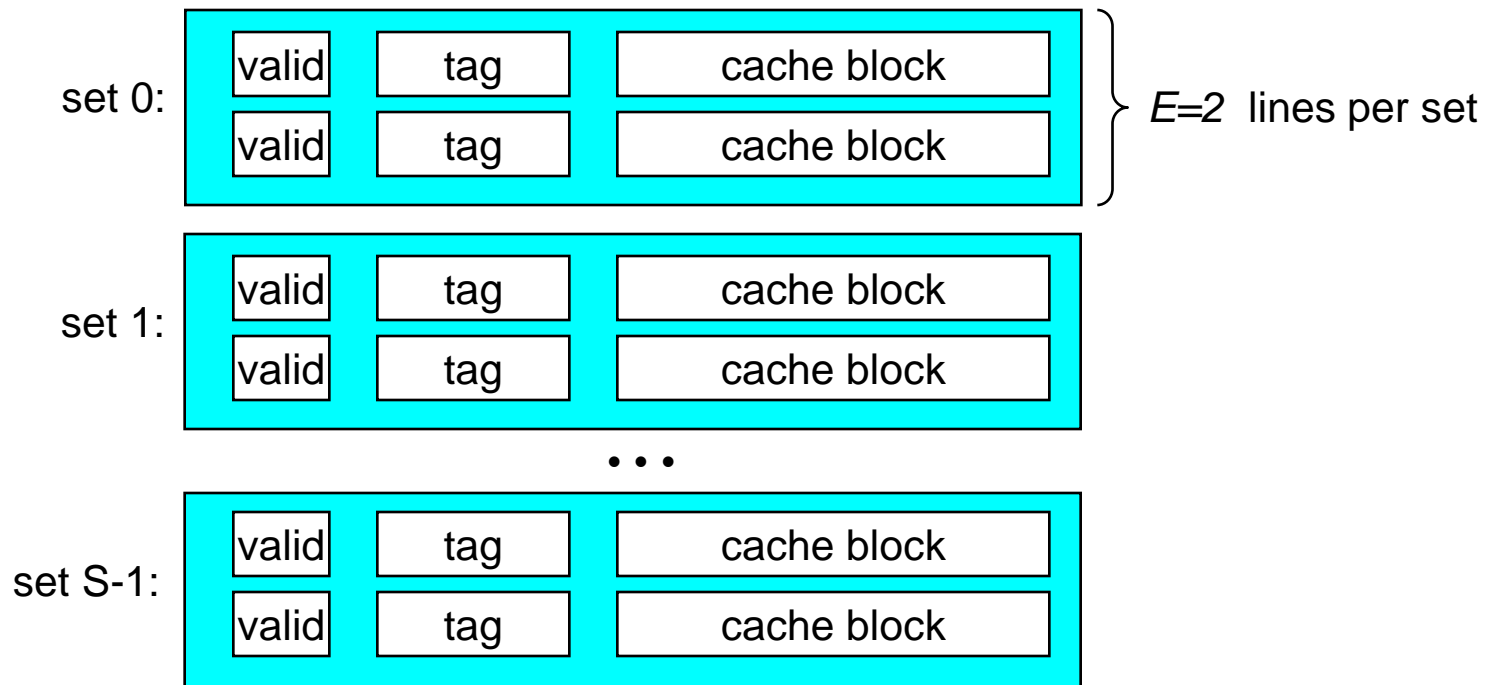 valid tag cache block
set 0: E=2 lines per set
valid tag cache block
valid tag cache block
set 1:
valid tag cache block
• • •
valid tag cache block
set S-1:
valid tag cache block